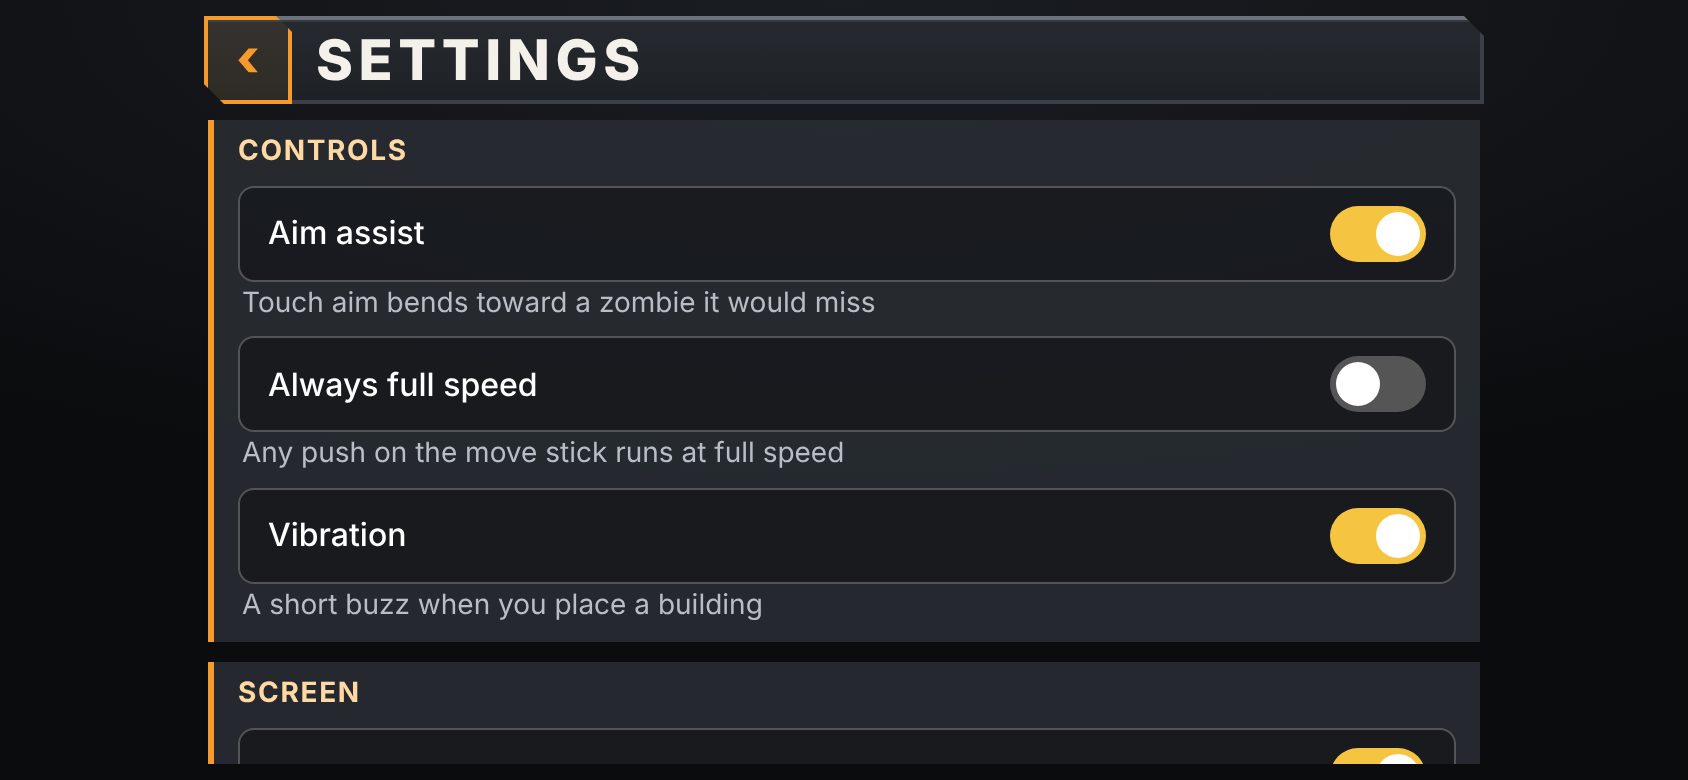 SETTINGS
CONTROLS
Aim assist
Touch aim bends toward a zombie it would miss
Always full speed
Any push on the move stick runs at full speed
Vibration
A short buzz when you place a building
SCREEN